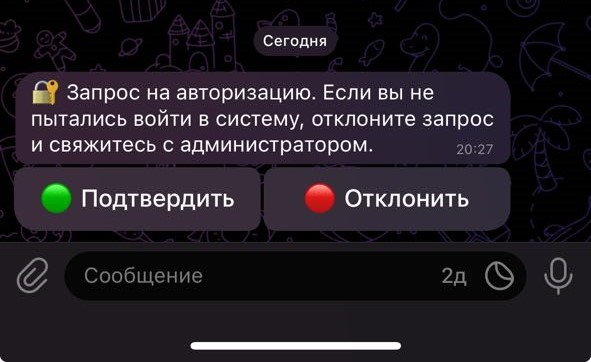 Сегодня
🔐 Запрос на авторизацию. Если вы не
пытались войти в систему, отклоните запрос
и свяжитесь с администратором.
20:27
🟢 Подтвердить
🔴 Отклонить
Сообщение
2д